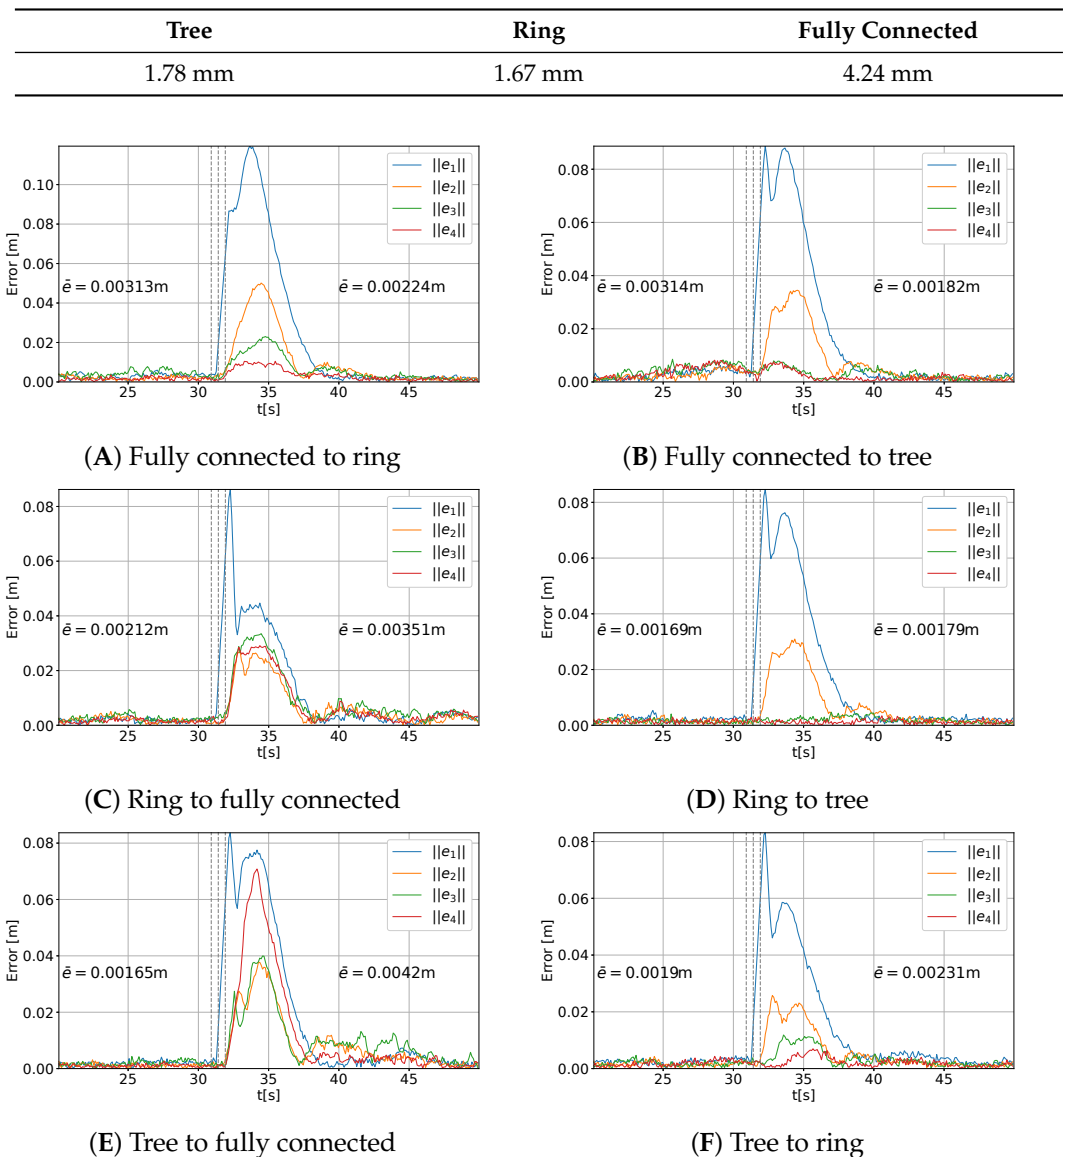 Tree Ring Fully Connected
1.78 mm 1.67 mm 4.24 mm
||e1||
||e2||
||e3||
||e4||
Error [m]
0.10
0.08
0.06
0.04
0.02
0.00
ē = 0.00313m
ē = 0.00224m
25 30 35 40 45
t[s]
(A) Fully connected to ring
||e1||
||e2||
||e3||
||e4||
Error [m]
0.08
0.06
0.04
0.02
0.00
ē = 0.00314m
ē = 0.00182m
25 30 35 40 45
t[s]
(B) Fully connected to tree
||e1||
||e2||
||e3||
||e4||
Error [m]
0.08
0.06
0.04
0.02
0.00
ē = 0.00212m
ē = 0.00351m
25 30 35 40 45
t[s]
(C) Ring to fully connected
||e1||
||e2||
||e3||
||e4||
Error [m]
0.08
0.06
0.04
0.02
0.00
ē = 0.00169m
ē = 0.00179m
25 30 35 40 45
t[s]
(D) Ring to tree
||e1||
||e2||
||e3||
||e4||
Error [m]
0.08
0.06
0.04
0.02
0.00
ē = 0.00165m
ē = 0.0042m
25 30 35 40 45
t[s]
(E) Tree to fully connected
||e1||
||e2||
||e3||
||e4||
Error [m]
0.08
0.06
0.04
0.02
0.00
ē = 0.0019m
ē = 0.00231m
25 30 35 40 45
t[s]
(F) Tree to ring